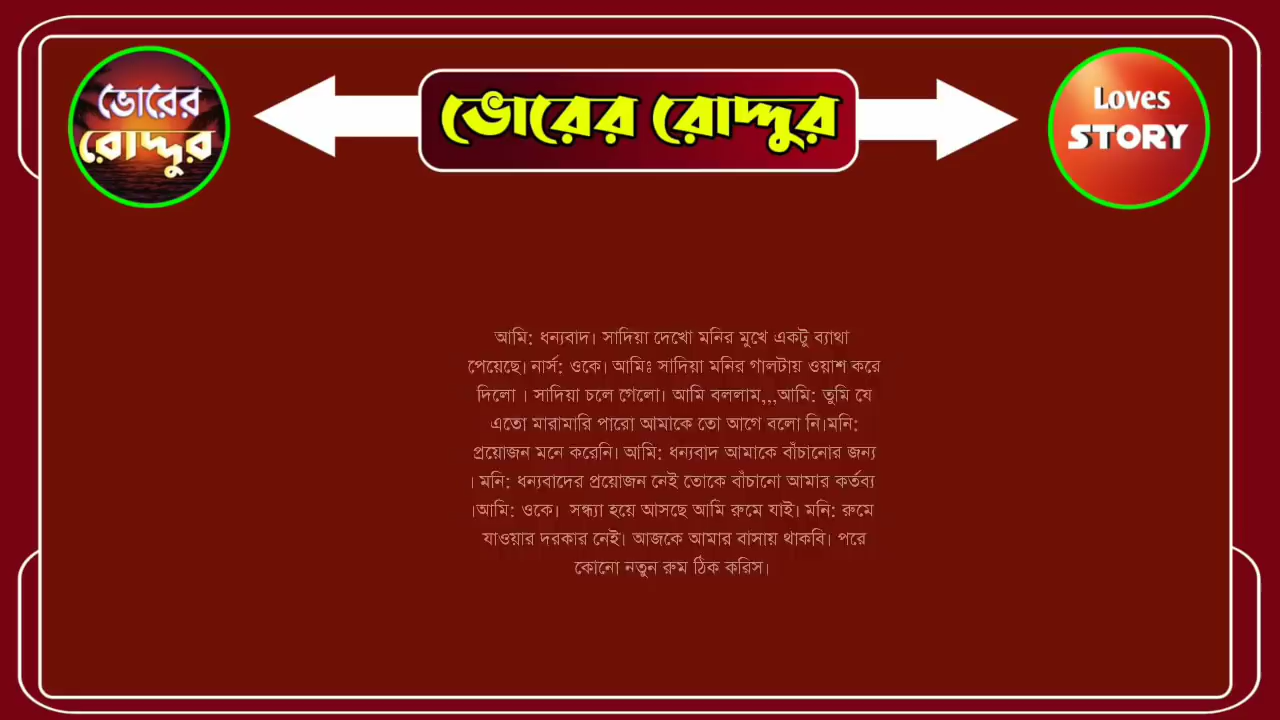 ভোরের
রোদ্দুর
ভোরের রোদ্দুর
Loves
STORY
আমি: ধন্যবাদ। সাদিয়া দেখো মনির মুখে একটু ব্যাথা
পেয়েছে। নার্স: ওকে। আমিঃ সাদিয়া মনির গালটায় ওয়াশ করে
দিলো । সাদিয়া চলে গেলো। আমি বললাম,,,আমি: তুমি যে
এতো মারামারি পারো আমাকে তো আগে বলো নি।মনি:
প্রয়োজন মনে করেনি। আমি: ধন্যবাদ আমাকে বাঁচানোর জন্য
। মনি: ধন্যবাদের প্রয়োজন নেই তোকে বাঁচানো আমার কর্তব্য
।আমি: ওকে। সন্ধ্যা হয়ে আসছে আমি রুমে যাই। মনি: রুমে
যাওয়ার দরকার নেই। আজকে আমার বাসায় থাকবি। পরে
কোনো নতুন রুম ঠিক করিস।